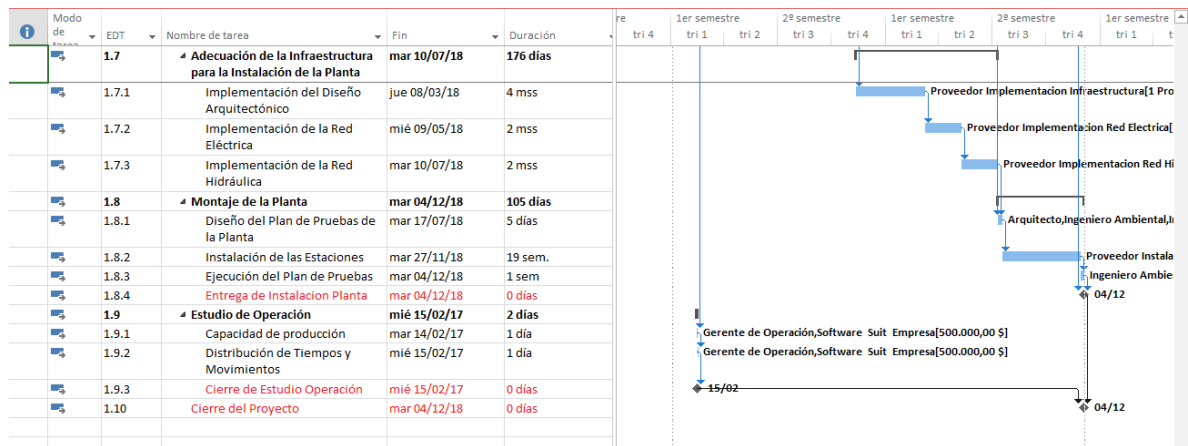 Modo de tarea EDT Nombre de tarea Fin Duración
re 1er semestre 2º semestre 1er semestre 2º semestre 1er semestre
tri 4 tri 1 tri 2 tri 3 tri 4 tri 1 tri 2 tri 3 tri 4 tri 1 t
1.7 Adecuación de la Infraestructura mar 10/07/18 176 días
para la Instalación de la Planta
1.7.1 Implementación del Diseño jue 08/03/18 4 mss Proveedor Implementacion Infraestructura[1 Pro
Arquitectónico
1.7.2 Implementación de la Red mié 09/05/18 2 mss Proveedor Implementacion Red Electrica[
Eléctrica
1.7.3 Implementación de la Red mar 10/07/18 2 mss Proveedor Implementacion Red Hi
Hidráulica
1.8 Montaje de la Planta mar 04/12/18 105 días
1.8.1 Diseño del Plan de Pruebas de mar 17/07/18 5 días Arquitecto,Ingeniero Ambiental,I
la Planta
1.8.2 Instalación de las Estaciones mar 27/11/18 19 sem. Proveedor Instala
1.8.3 Ejecución del Plan de Pruebas mar 04/12/18 1 sem Ingeniero Ambie
1.8.4 Entrega de Instalacion Planta mar 04/12/18 0 días 04/12
1.9 Estudio de Operación mié 15/02/17 2 días
1.9.1 Capacidad de producción mar 14/02/17 1 día Gerente de Operación,Software Suit Empresa[500.000,00 $]
1.9.2 Distribución de Tiempos y mié 15/02/17 1 día Gerente de Operación,Software Suit Empresa[500.000,00 $]
Movimientos
1.9.3 Cierre de Estudio Operación mié 15/02/17 0 días 15/02
1.10 Cierre del Proyecto mar 04/12/18 0 días 04/12